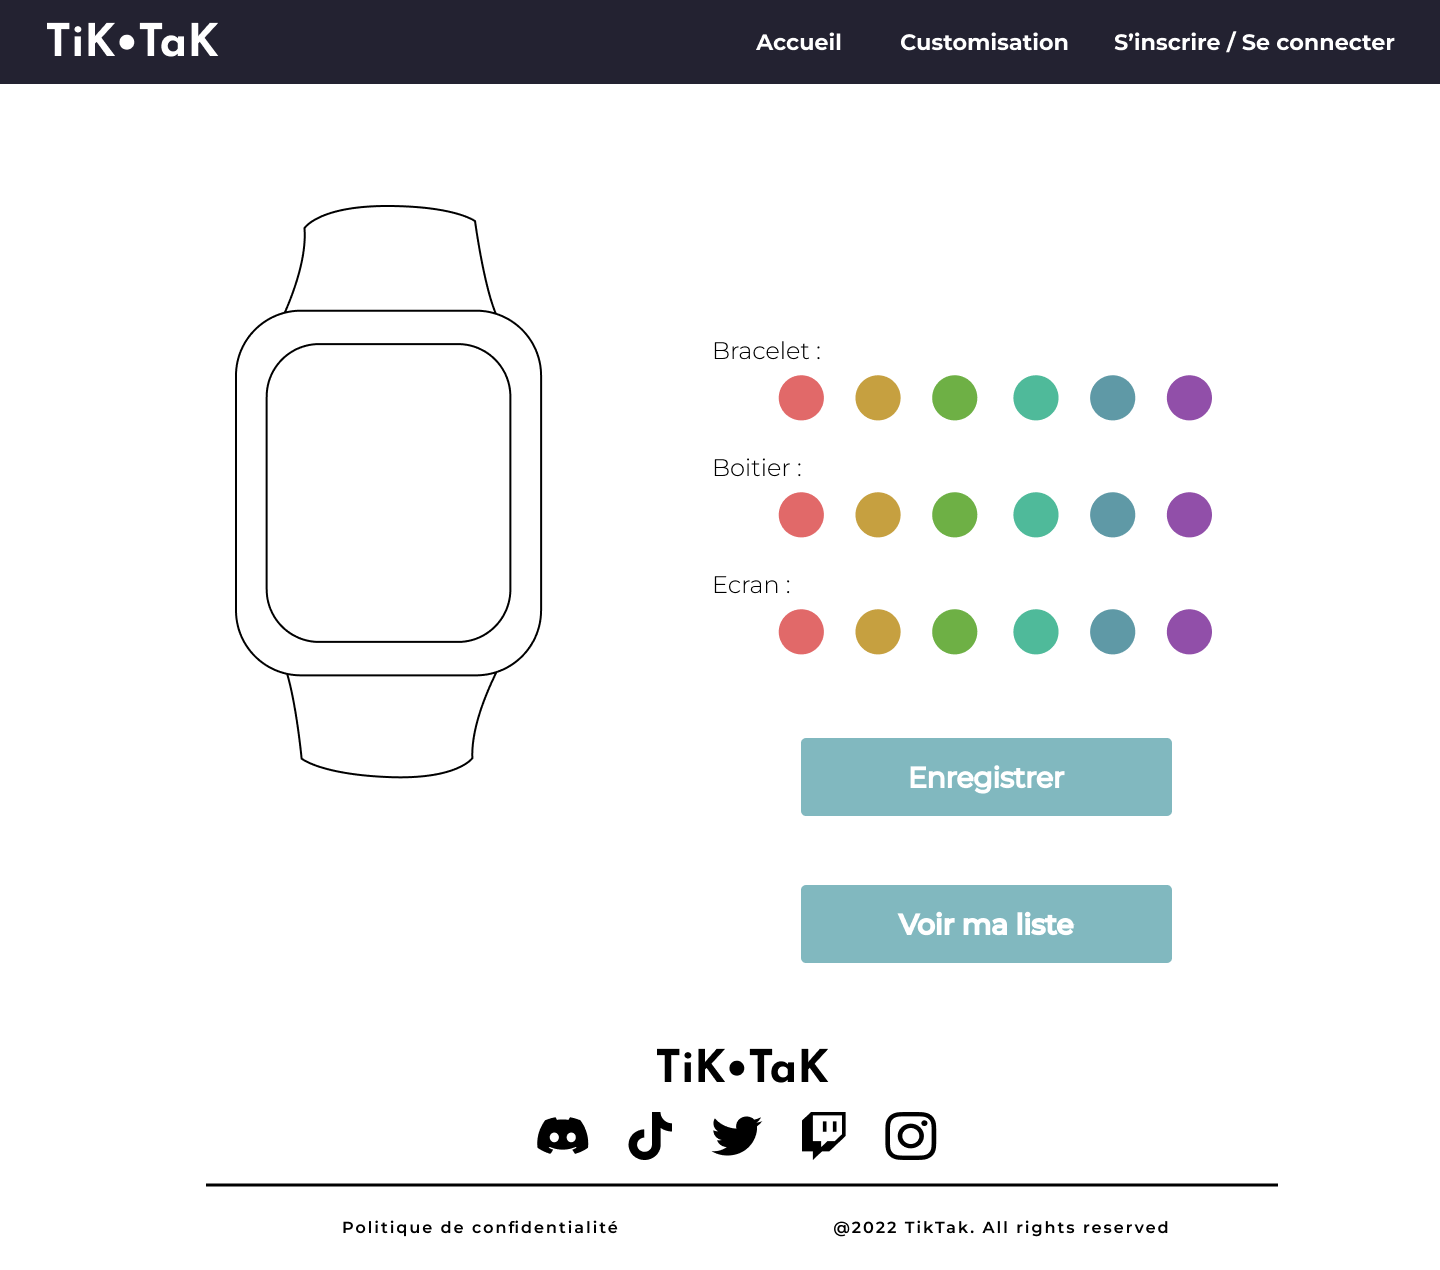 TiK•TaK
Accueil
Customisation
S’inscrire / Se connecter
Bracelet :
Boitier :
Ecran :
Enregistrer
Voir ma liste
TiK•TaK
Politique de confidentialité
@2022 TikTak. All rights reserved